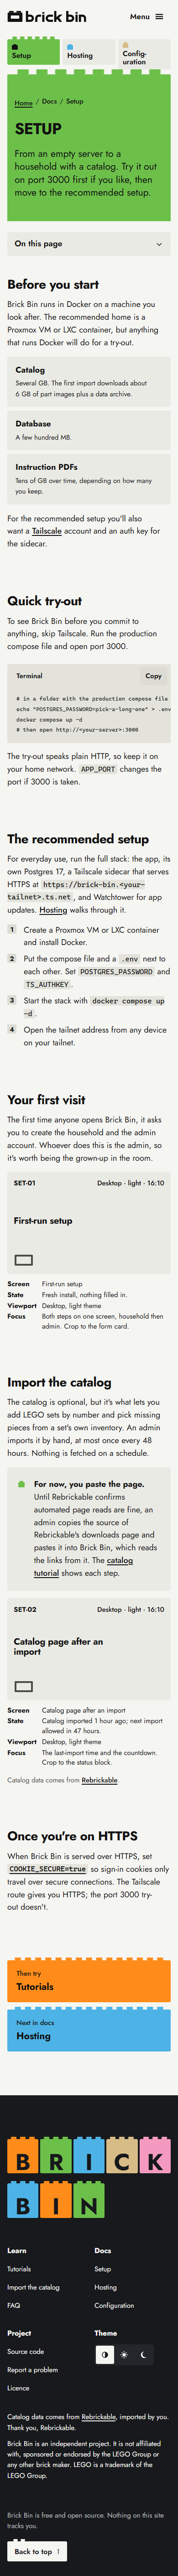 brick bin
Menu
Setup
Hosting
Config-
uration
Home / Docs / Setup
SETUP
From an empty server to a
household with a catalog. Try it out
on port 3000 first if you like, then
move to the recommended setup.
On this page
Before you start
Brick Bin runs in Docker on a machine you
look after. The recommended home is a
Proxmox VM or LXC container, but anything
that runs Docker will do for a try-out.
Catalog
Several GB. The first import downloads about
6 GB of part images plus a data archive.
Database
A few hundred MB.
Instruction PDFs
Tens of GB over time, depending on how many
you keep.
For the recommended setup you'll also
want a Tailscale account and an auth key for
the sidecar.
Quick try-out
To see Brick Bin before you commit to
anything, skip Tailscale. Run the production
compose file and open port 3000.
Terminal
Copy
# in a folder with the production compose file
echo "POSTGRES_PASSWORD=pick-a-long-one" > .env
docker compose up -d
# then open http://<your-server>:3000
The try-out speaks plain HTTP, so keep it on
your home network. APP_PORT changes the
port if 3000 is taken.
The recommended setup
For everyday use, run the full stack: the app, its
own Postgres 17, a Tailscale sidecar that serves
HTTPS at https://brick-bin.<your-
tailnet>.ts.net, and Watchtower for app
updates. Hosting walks through it.
1 Create a Proxmox VM or LXC container
and install Docker.
2 Put the compose file and a .env next to
each other. Set POSTGRES_PASSWORD and
TS_AUTHKEY.
3 Start the stack with docker compose up
-d.
4 Open the tailnet address from any device
on your tailnet.
Your first visit
The first time anyone opens Brick Bin, it asks
you to create the household and the admin
account. Whoever does this is the admin, so
it's worth being the grown-up in the room.
SET-01
Desktop · light · 16:10
First-run setup
Screen First-run setup
State Fresh install, nothing filled in.
Viewport Desktop, light theme
Focus Both steps on one screen, household then
admin. Crop to the form card.
Import the catalog
The catalog is optional, but it's what lets you
add LEGO sets by number and pick missing
pieces from a set's own inventory. An admin
imports it by hand, at most once every 48
hours. Nothing is fetched on a schedule.
For now, you paste the page.
Until Rebrickable confirms
automated page reads are fine, an
admin copies the source of
Rebrickable's downloads page and
pastes it into Brick Bin, which reads
the links from it. The catalog
tutorial shows each step.
SET-02
Desktop · light · 16:10
Catalog page after an
import
Screen Catalog page after an import
State Catalog imported 1 hour ago; next import
allowed in 47 hours.
Viewport Desktop, light theme
Focus The last-import time and the countdown.
Crop to the status block.
Catalog data comes from Rebrickable
Once you're on HTTPS
When Brick Bin is served over HTTPS, set
COOKIE_SECURE=true so sign-in cookies only
travel over secure connections. The Tailscale
route gives you HTTPS; the port 3000 try-
out doesn't.
Then try
Tutorials
Next in docs
Hosting
BRICK
BIN
Learn
Docs
Tutorials
Setup
Import the catalog
Hosting
FAQ
Configuration
Project
Theme
Source code
Report a problem
Licence
Catalog data comes from Rebrickable, imported by you.
Thank you, Rebrickable.
Brick Bin is an independent project. It is not affiliated
with, sponsored or endorsed by the LEGO Group or
any other brick maker. LEGO is a trademark of the
LEGO Group.
Brick Bin is free and open source. Nothing on this site
tracks you.
Back to top ↑